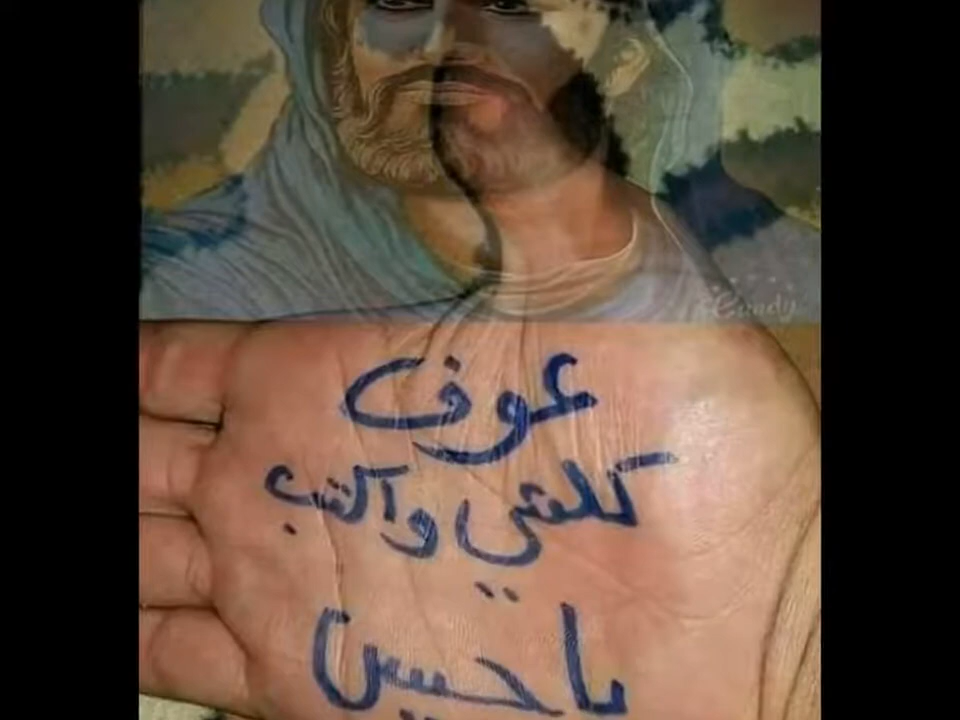 عوف
كلشي واكتب
ياحسين